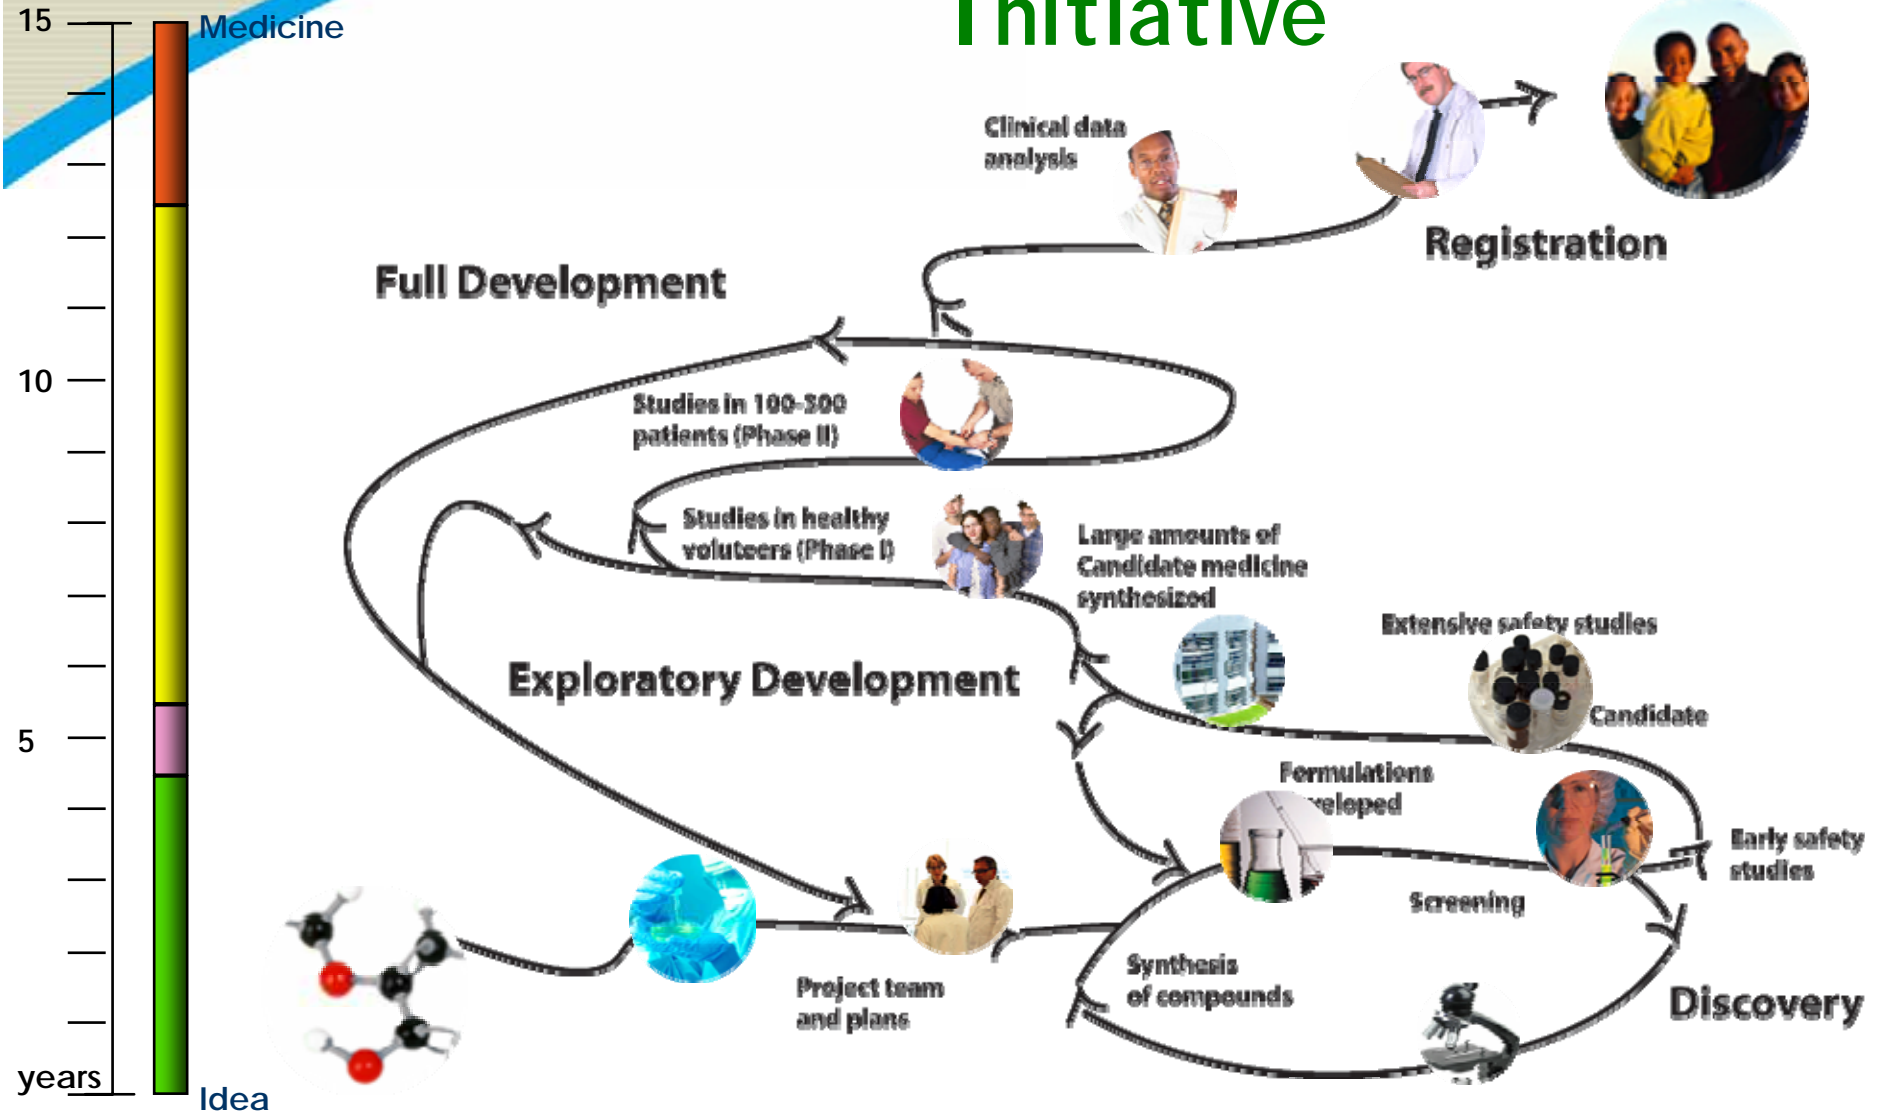 Initiative
15
Medicine
Clinical data
analysis
Registration
Full Development
10
Studies in 100-300
patients (Phase II)
Studies in healthy
voluteers (Phase I)
Large amounts of
Candidate medicine
synthesized
Extensive safety studies
Exploratory Development
Candidate
5
Formulations
veloped
Early safety
studies
Screening
Synthesis
of compounds
Project team
and plans
Discovery
years
Idea